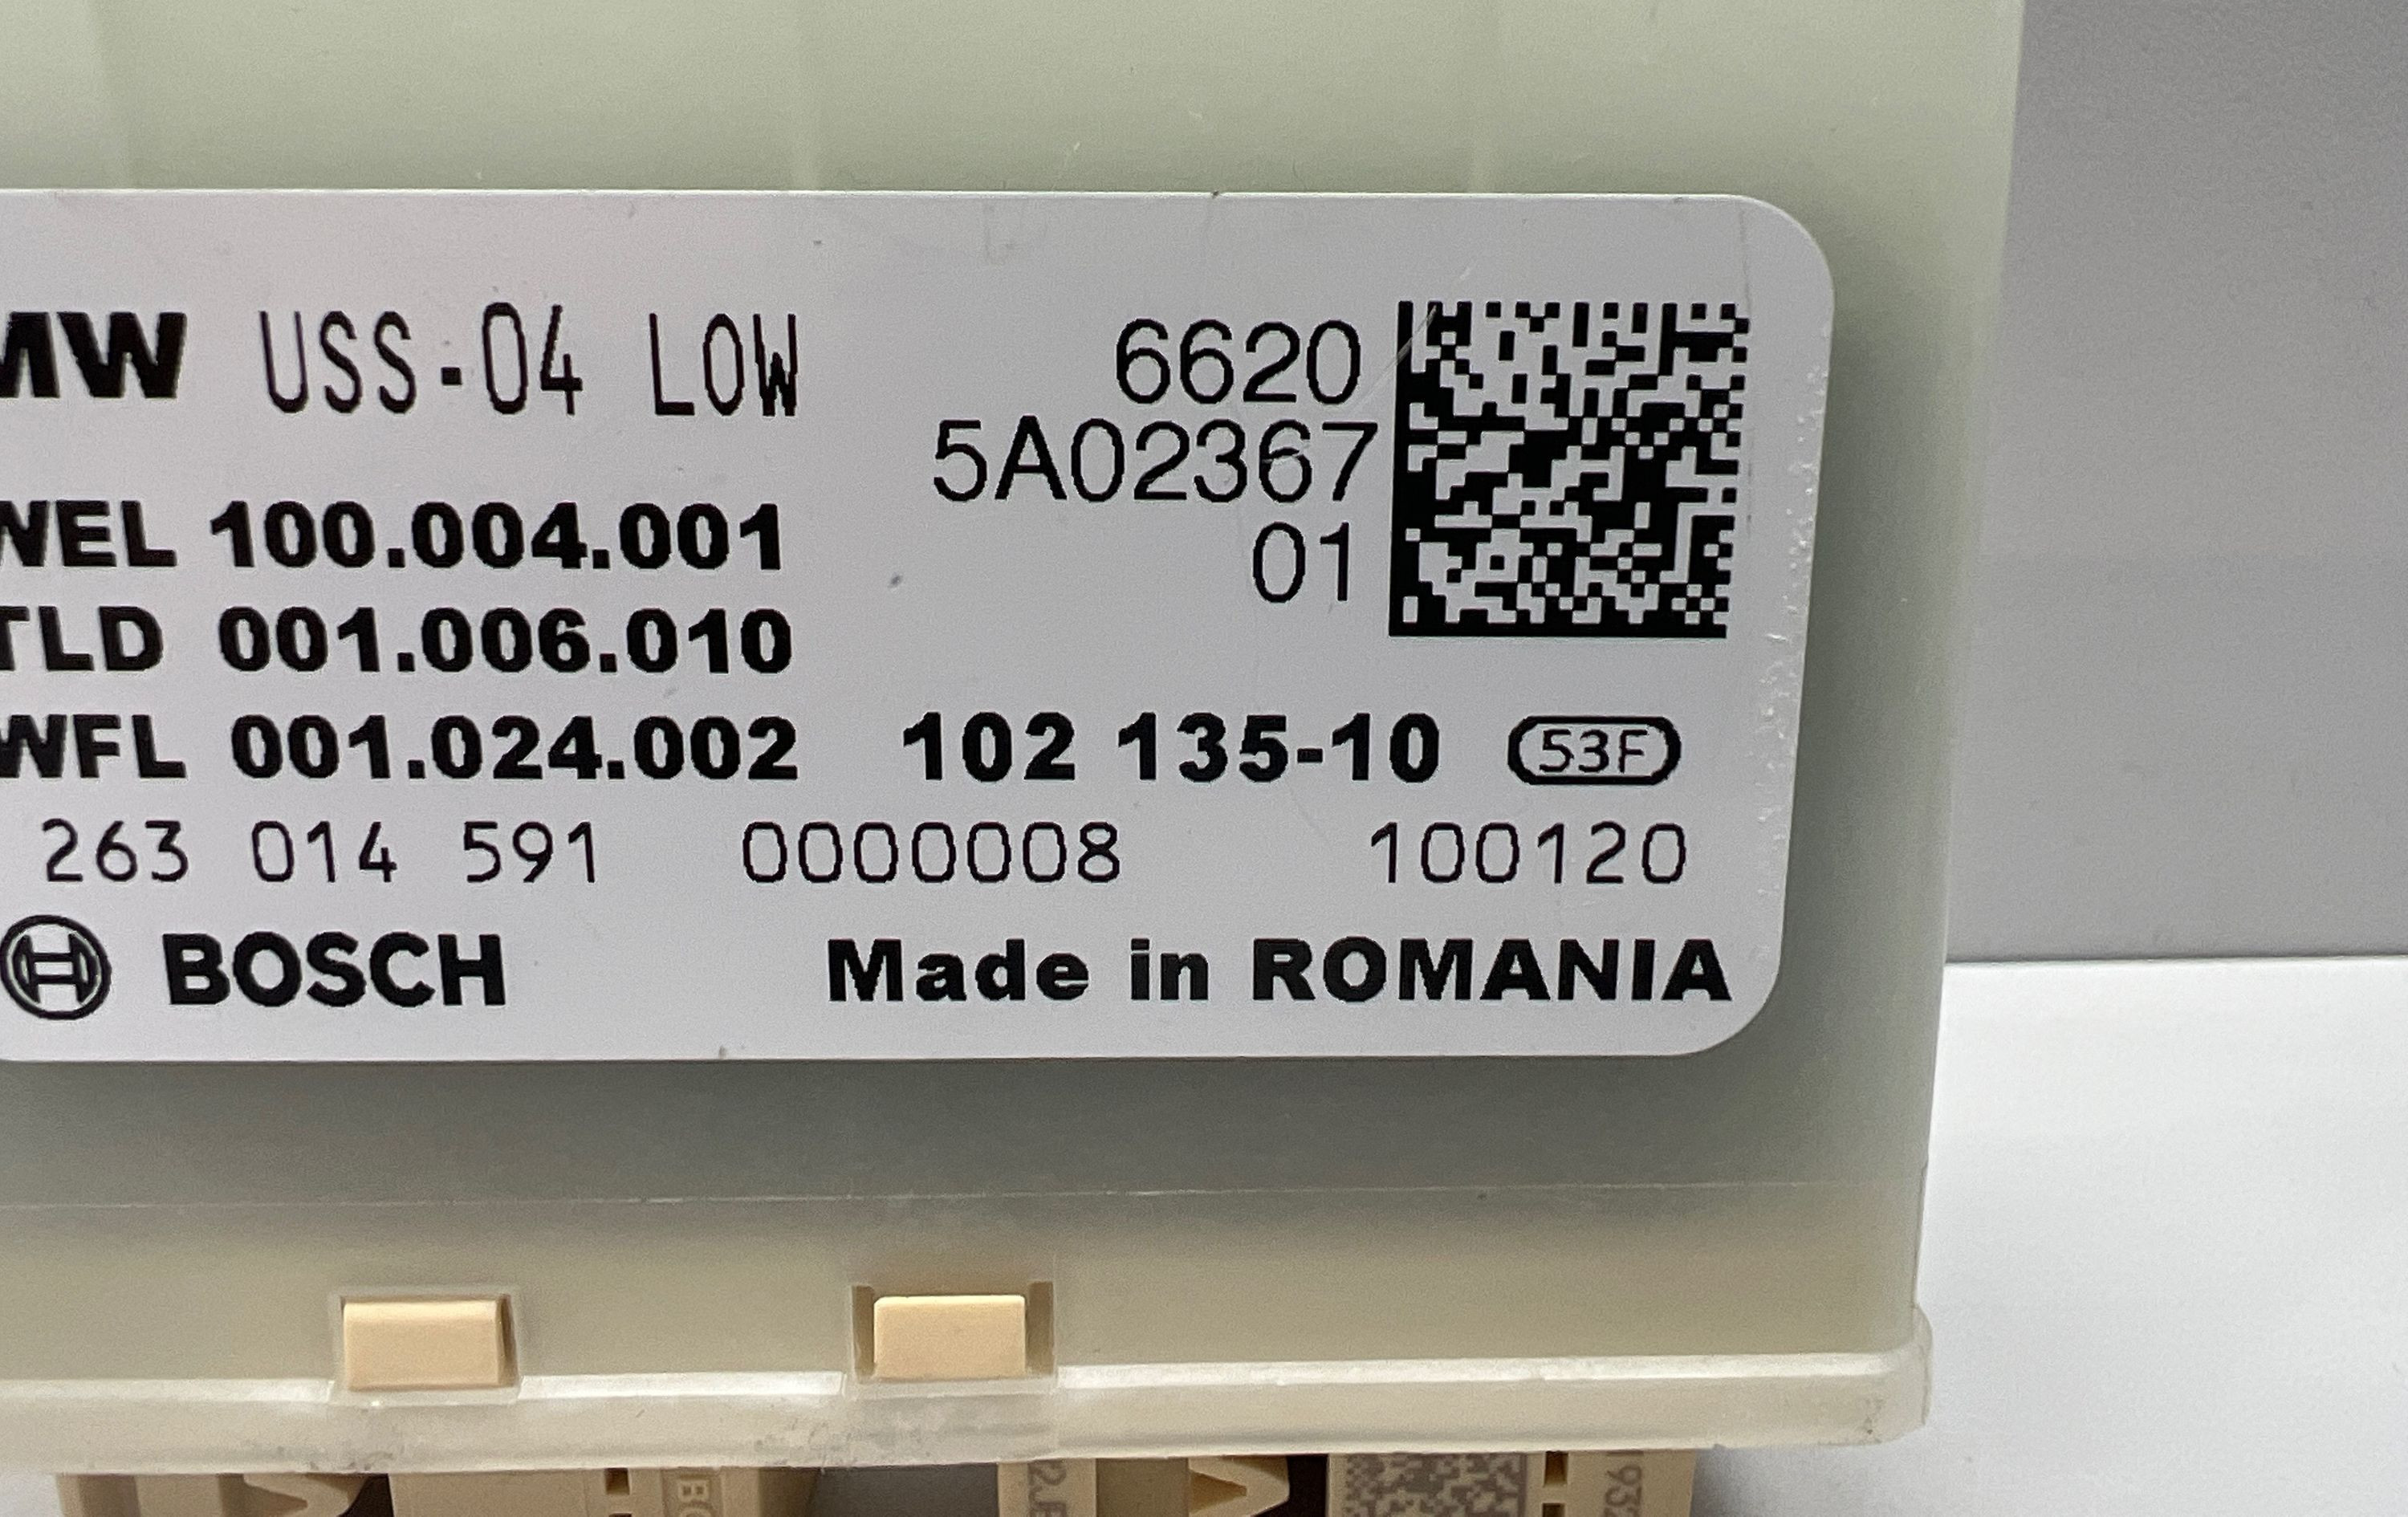 MW USS-04 LOW
6620
5A02367
01
WEL 100.004.001
TLD 001.006.010
WFL 001.024.002 102 135-10 53F
263 014 591 0000008 100120
BOSCH Made in ROMANIA